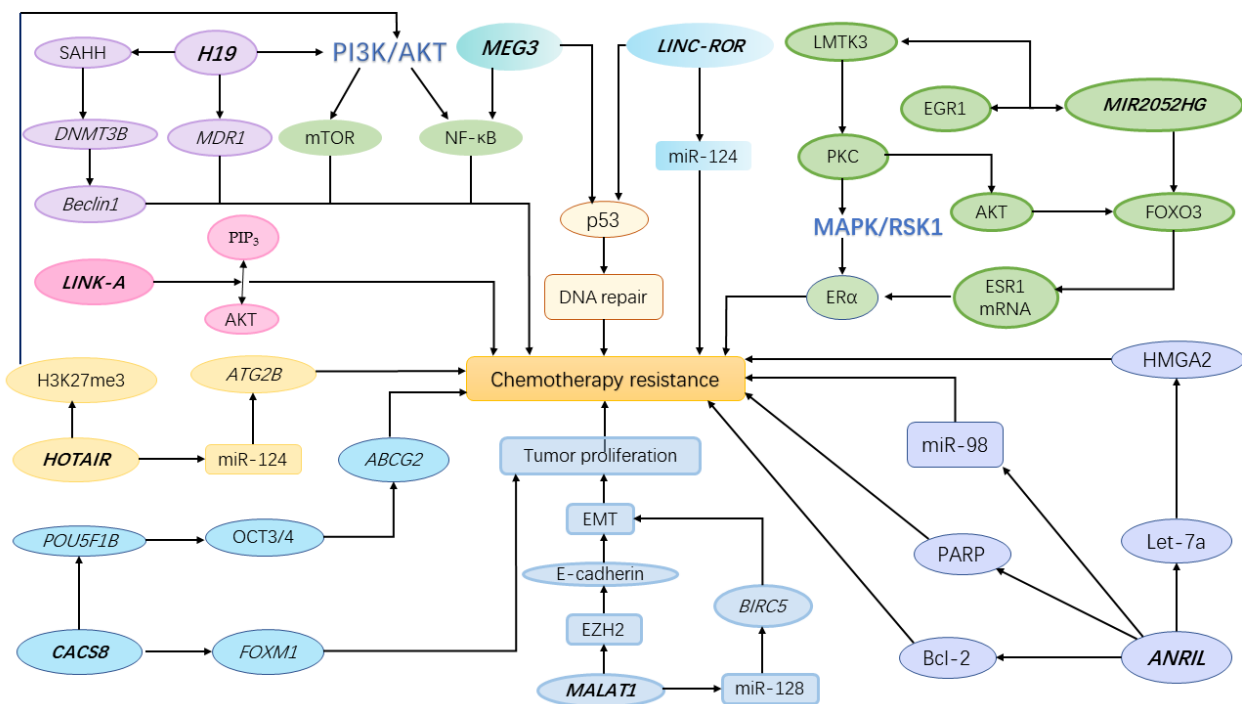 SAHH
H19
PI3K/AKT
MEG3
LINC-ROR
LMTK3
EGR1
MIR2052HG
DNMT3B
MDR1
mTOR
NF-κB
miR-124
PKC
Beclin1
p53
AKT
FOXO3
MAPK/RSK1
PIP3
LINK-A
AKT
DNA repair
ERα
ESR1
mRNA
H3K27me3
ATG2B
Chemotherapy resistance
HMGA2
HOTAIR
miR-124
ABCG2
Tumor proliferation
miR-98
POU5F1B
OCT3/4
EMT
PARP
Let-7a
E-cadherin
BIRC5
CACS8
FOXM1
EZH2
Bcl-2
ANRIL
MALAT1
miR-128